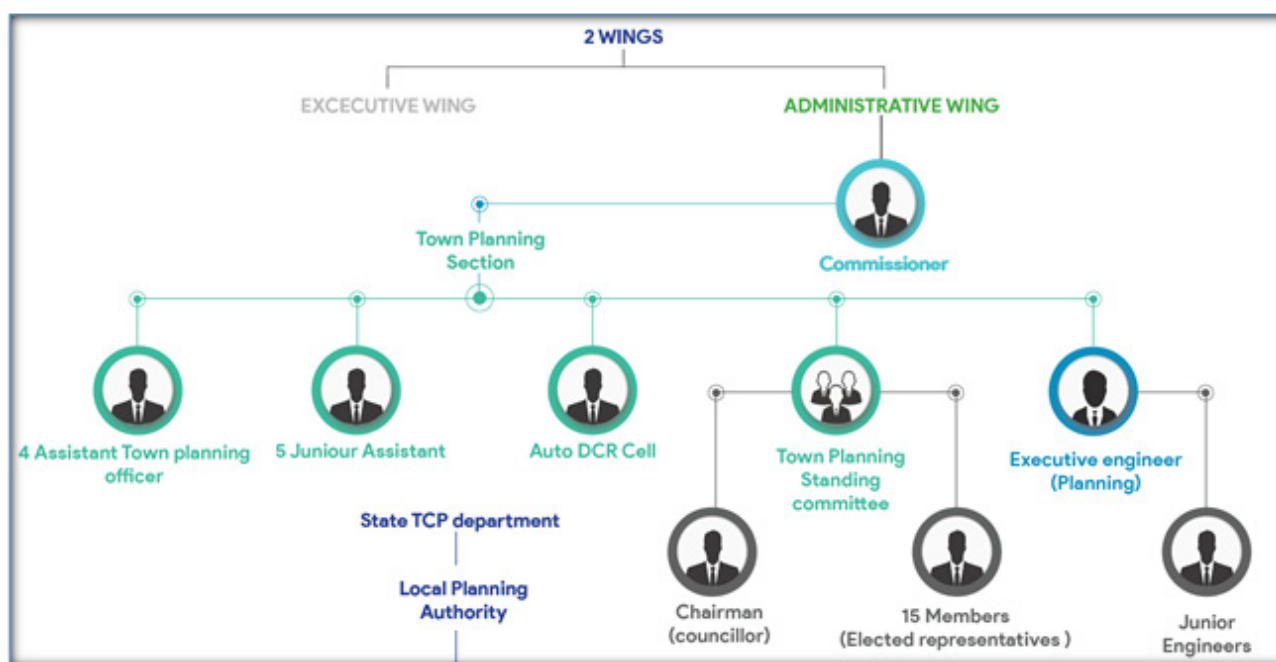 2 WINGS
EXCECUTIVE WING
ADMINISTRATIVE WING
Commissioner
Town Planning
Section
4 Assistant Town planning
officer
5 Juniour Assistant
Auto DCR Cell
Town Planning
Standing
committee
Executive engineer
(Planning)
State TCP department
Local Planning
Authority
Chairman
(councillor)
15 Members
(Elected representatives )
Junior
Engineers